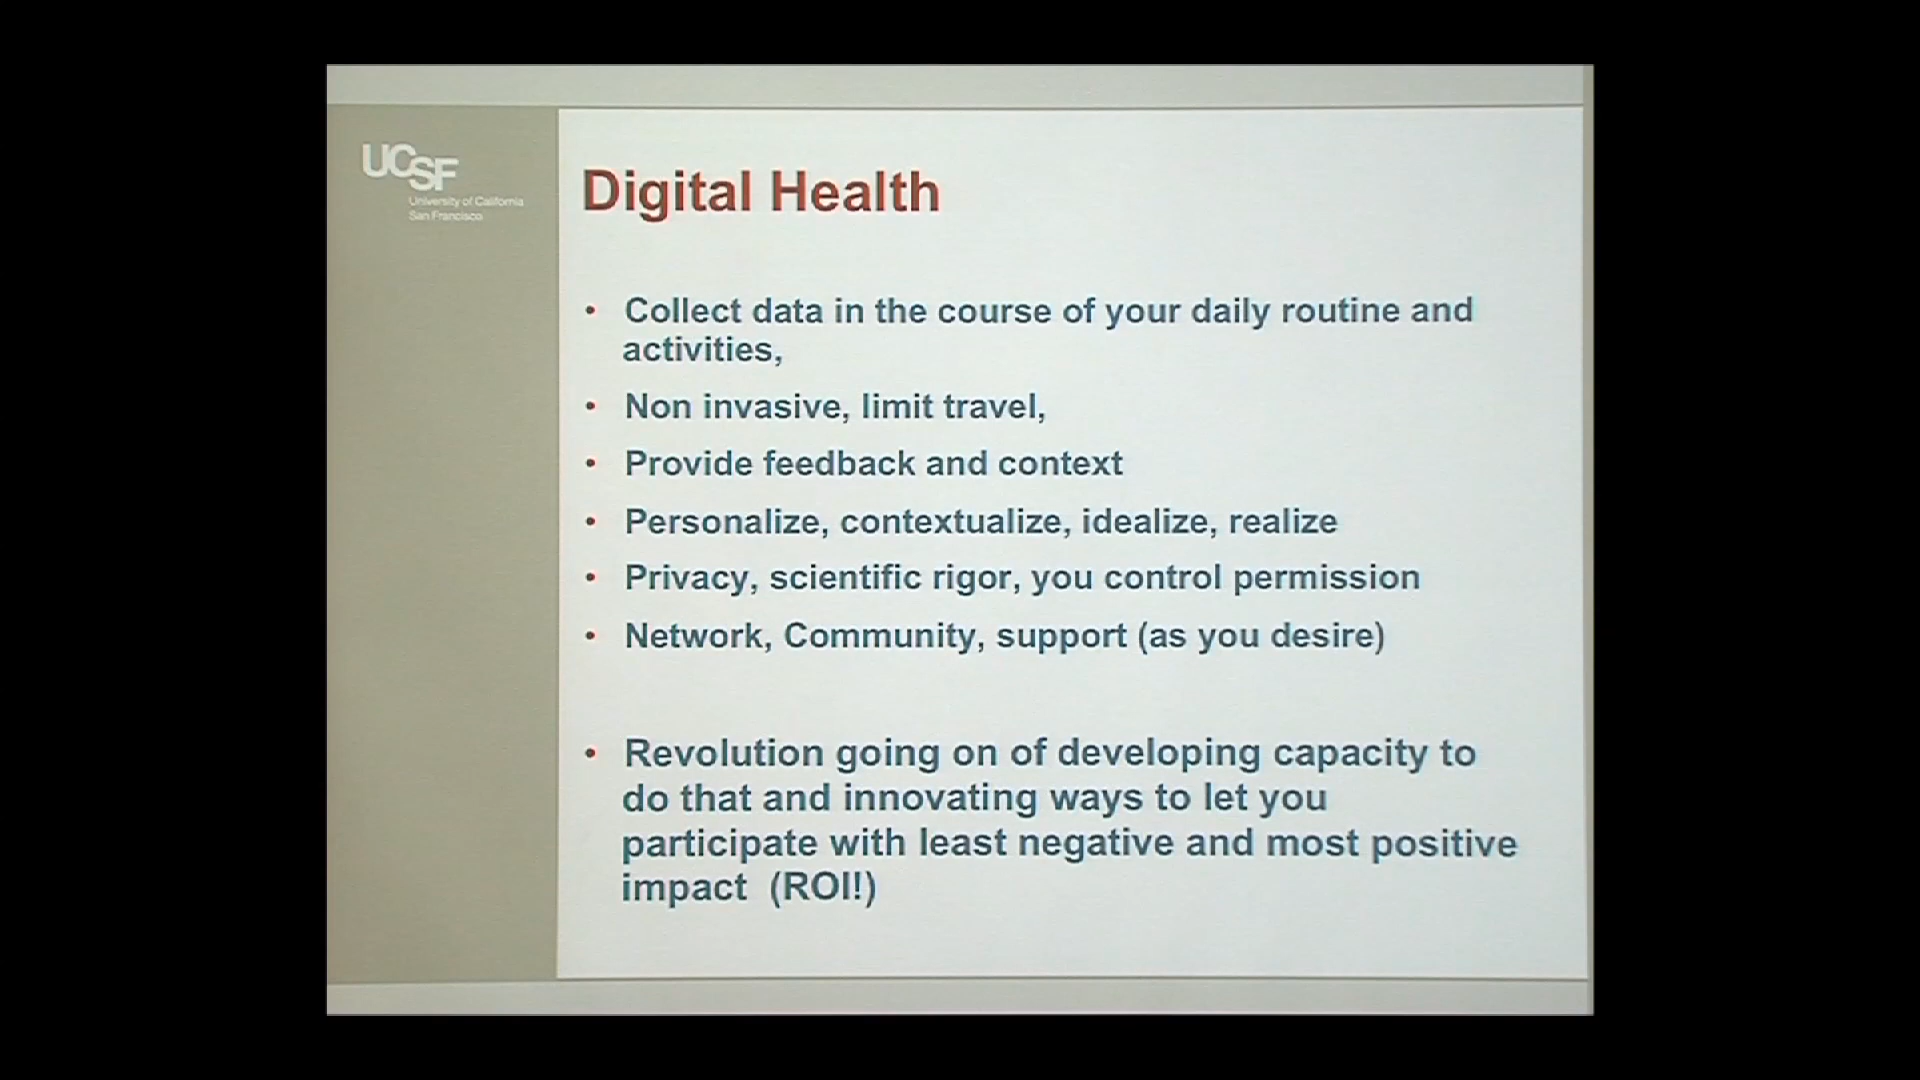 UCSF
University of California
San Francisco
Digital Health
• Collect data in the course of your daily routine and
activities,
• Non invasive, limit travel,
• Provide feedback and context
• Personalize, contextualize, idealize, realize
• Privacy, scientific rigor, you control permission
• Network, Community, support (as you desire)
• Revolution going on of developing capacity to
do that and innovating ways to let you
participate with least negative and most positive
impact (ROI!)